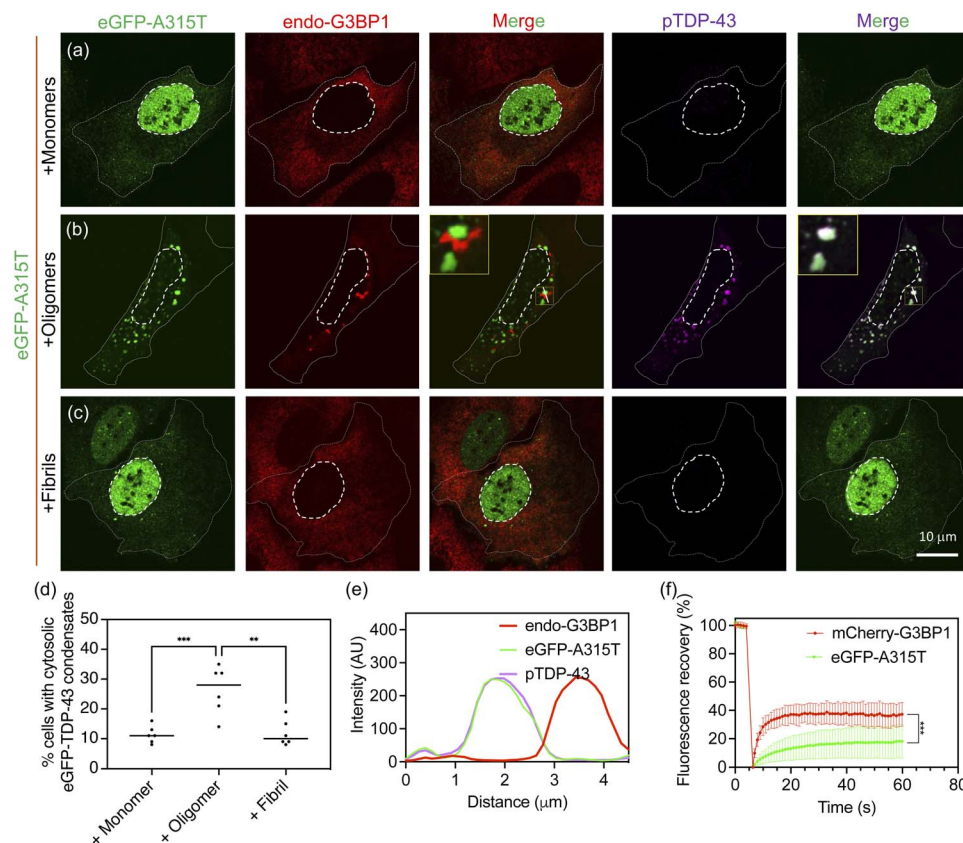 eGFP-A315T endo-G3BP1 Merge pTDP-43 Merge
eGFP-A315T
(a)
+Monomers
(b)
+Oligomers
(c)
+Fibrils
10 μm
(d)
% cells with cytosolic
eGFP-TDP-43 condensates
50
40
30
20
10
0
***
**
+ Monomer
+ Oligomer
+ Fibril
(e)
Intensity (AU)
400
300
200
100
0
endo-G3BP1
eGFP-A315T
pTDP-43
0 1 2 3 4
Distance (μm)
(f)
Fluorescence recovery (%)
100
80
60
40
20
0
mCherry-G3BP1
eGFP-A315T
***
0 20 40 60 80
Time (s)